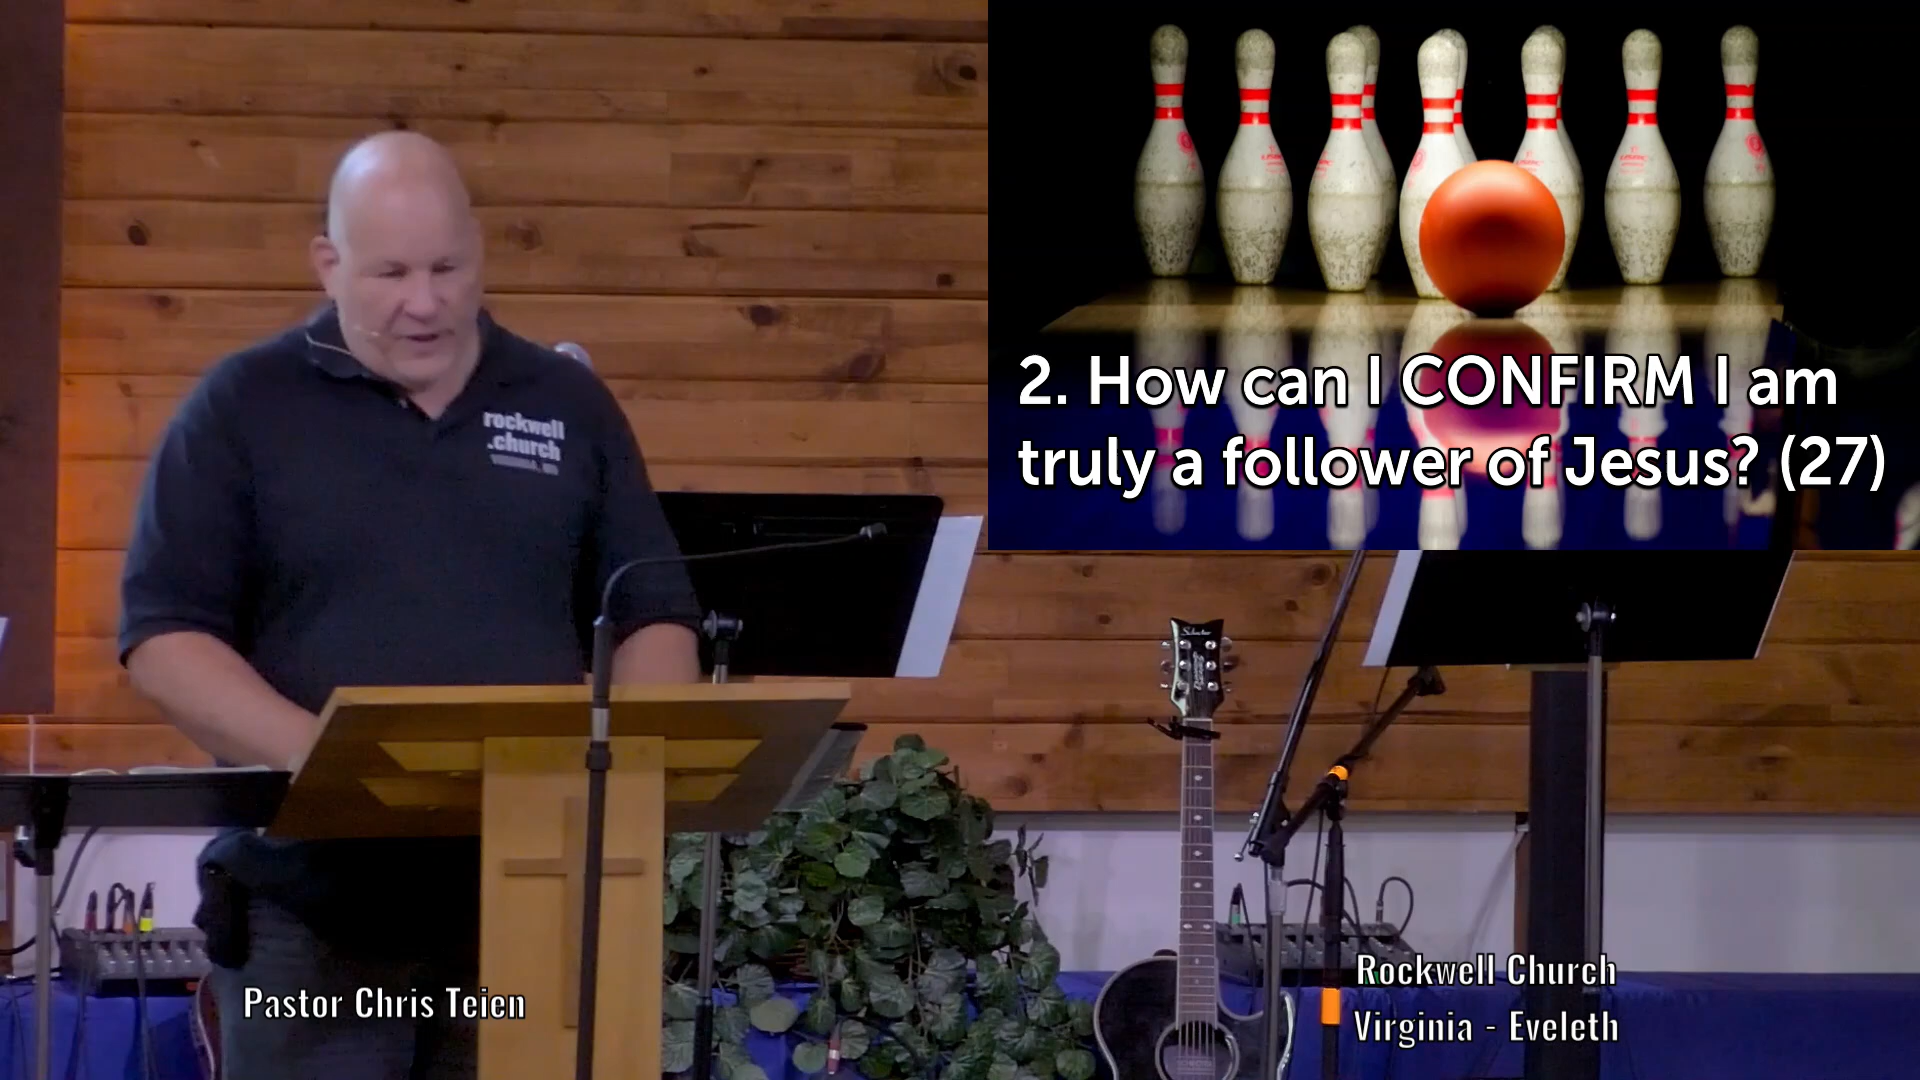 2. How can I CONFIRM I am
truly a follower of Jesus? (27)
rockwell
.church
Schecter
Pastor Chris Teien
Rockwell Church
Virginia - Eveleth